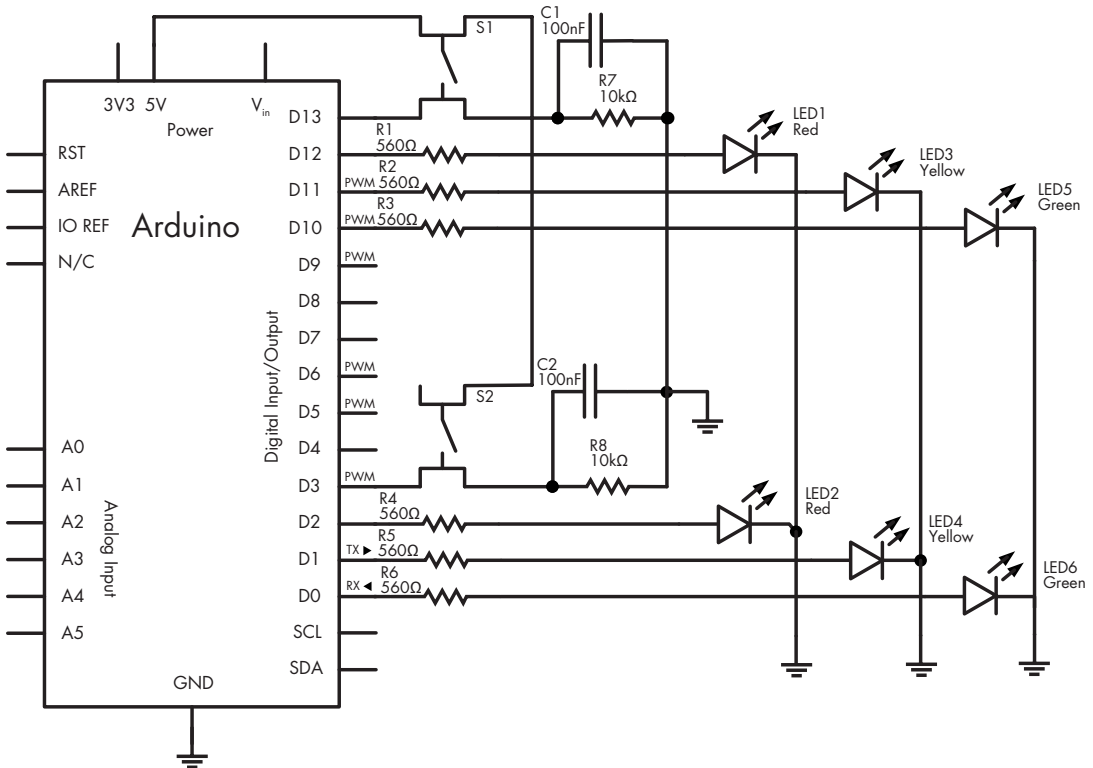 C1
100nF
S1
R7
10kΩ
3V3 5V
Vin
Power
D13
LED1
Red
R1
560Ω
RST
D12
LED3
Yellow
R2
AREF
D11
PWM 560Ω
LED5
Green
R3
IO REF
Arduino
D10
PWM 560Ω
N/C
D9
PWM
D8
Digital Input/Output
D7
C2
100nF
D6
PWM
S2
D5
PWM
A0
D4
R8
10kΩ
A1
D3
PWM
LED2
Red
Analog Input
A2
D2
R4
560Ω
LED4
Yellow
R5
A3
D1
TX ▶ 560Ω
LED6
Green
R6
A4
D0
RX ◀ 560Ω
A5
SCL
SDA
GND